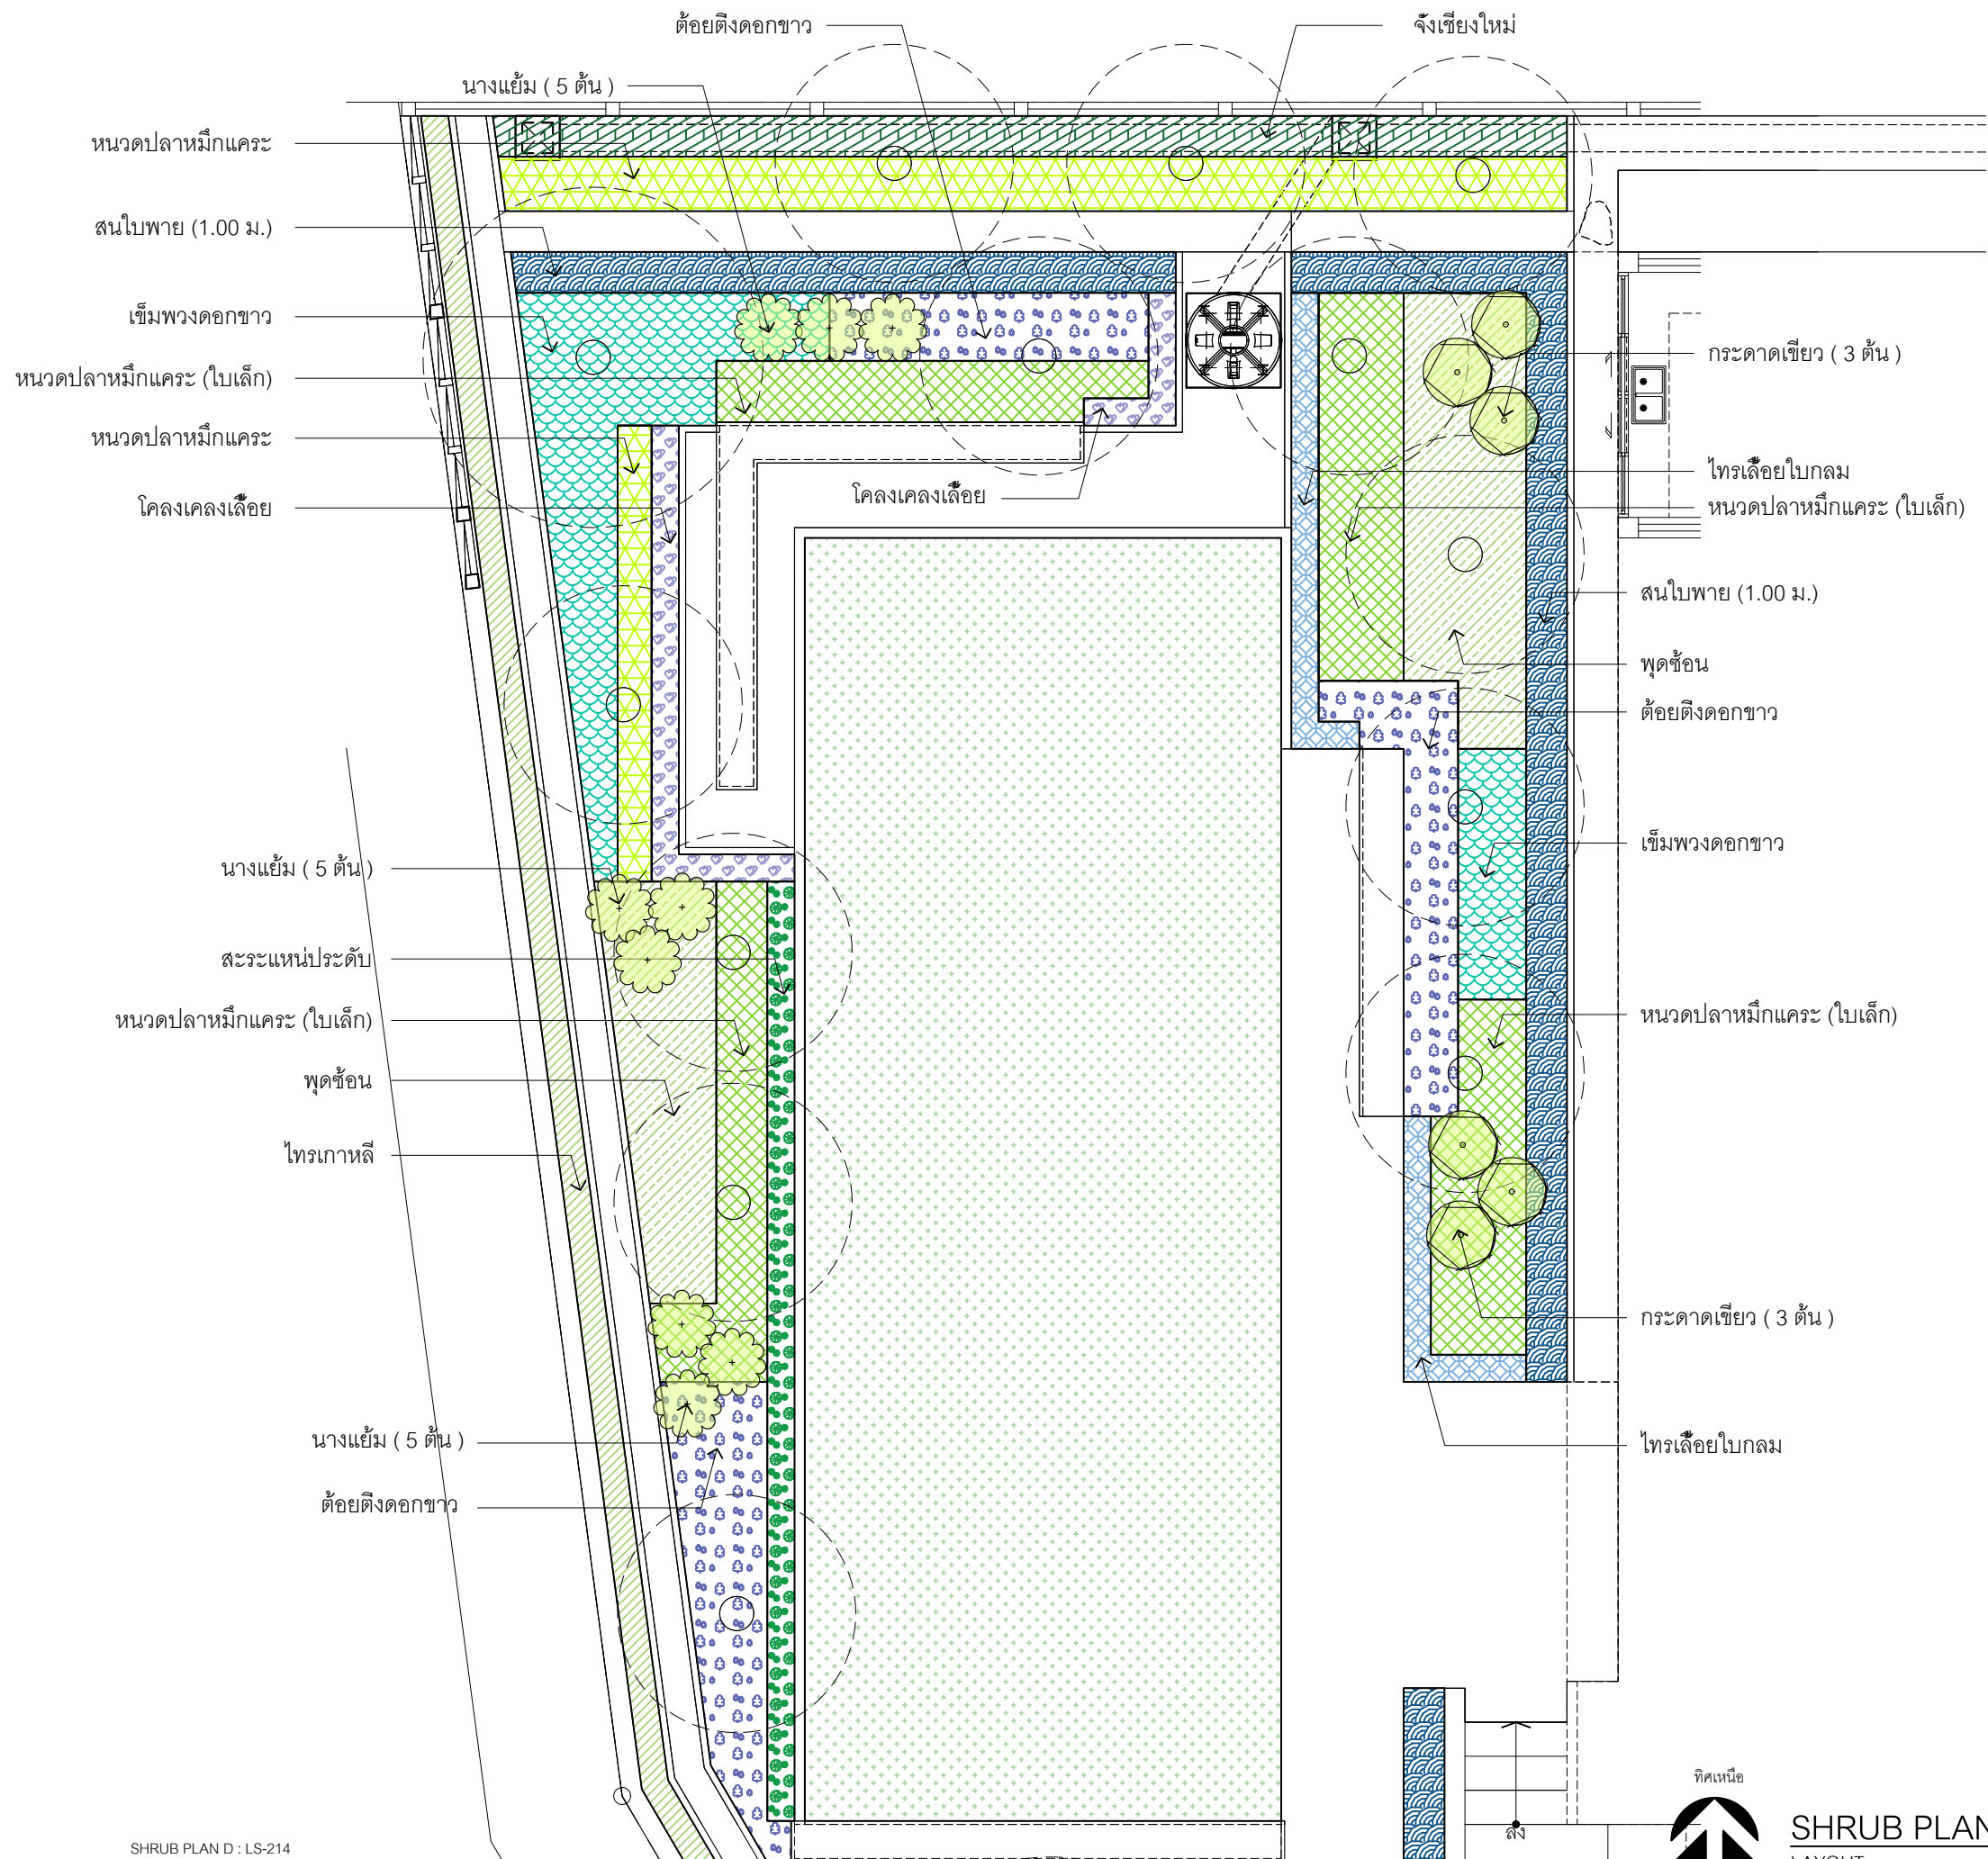 ต้อยติ่งดอกขาว
จั๋งเชียงใหม่
นางแย้ม ( 5 ต้น )
หนวดปลาหมึกแคระ
สนใบพาย (1.00 ม.)
เข็มพวงดอกขาว
หนวดปลาหมึกแคระ (ใบเล็ก)
หนวดปลาหมึกแคระ
โคลงเคลงเลื้อย
โคลงเคลงเลื้อย
กระดาดเขียว ( 3 ต้น )
ไทรเลื้อยใบกลม
หนวดปลาหมึกแคระ (ใบเล็ก)
สนใบพาย (1.00 ม.)
พุดซ้อน
ต้อยติ่งดอกขาว
เข็มพวงดอกขาว
นางแย้ม ( 5 ต้น )
สะระแหน่ประดับ
หนวดปลาหมึกแคระ (ใบเล็ก)
หนวดปลาหมึกแคระ (ใบเล็ก)
พุดซ้อน
ไทรเกาหลี
กระดาดเขียว ( 3 ต้น )
นางแย้ม ( 5 ต้น )
ไทรเลื้อยใบกลม
ต้อยติ่งดอกขาว
ทิศเหนือ
ลง
SHRUB PLAN
SHRUB PLAN D : LS-214
LAYOUT